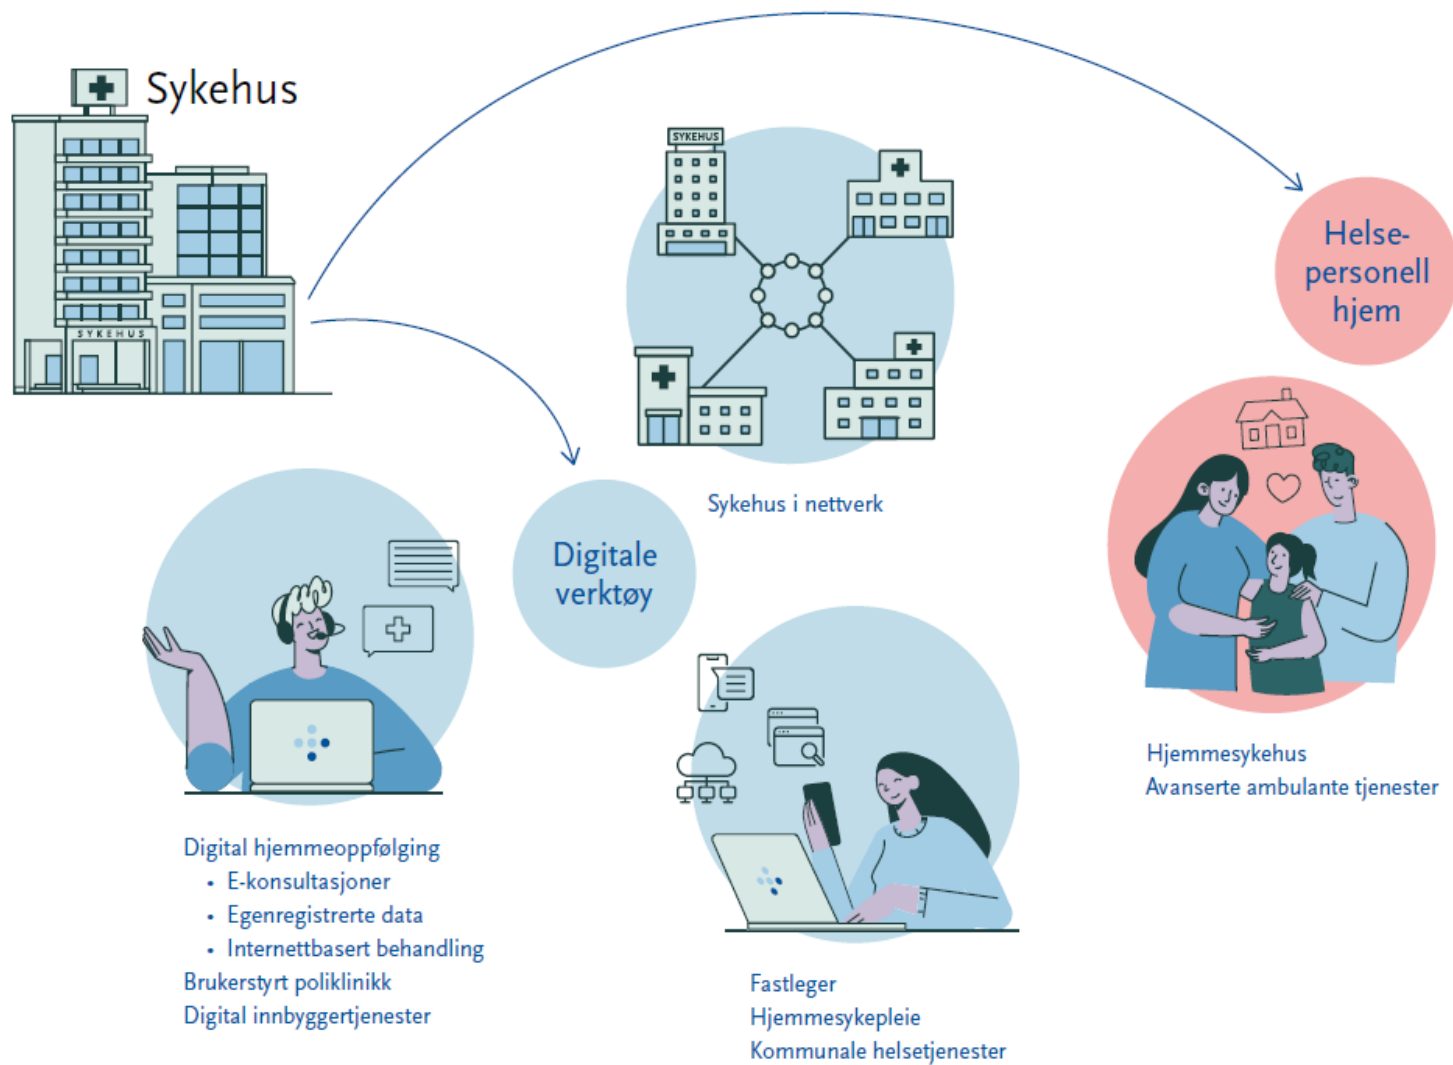 Sykehus
SYKEHUS
SYKEHUS
Helse-
personell
hjem
Sykehus i nettverk
Digitale
verktøy
Hjemmesykehus
Avanserte ambulante tjenester
Digital hjemmeoppfølging
• E-konsultasjoner
• Egenregistrerte data
• Internettbasert behandling
Brukerstyrt poliklinikk
Digital innbyggertjenester
Fastleger
Hjemmesykepleie
Kommunale helsetjenester